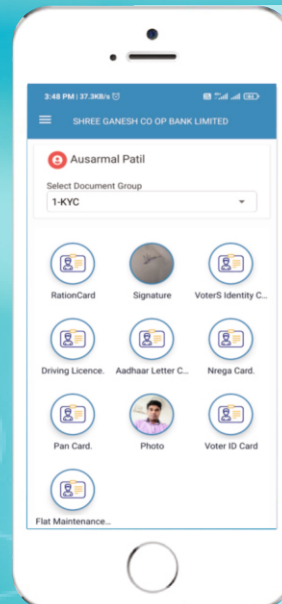 3:48 PM | 37.3KB/s
SHREE GANESH CO OP BANK LIMITED
Ausarmal Patil
Select Document Group
1-KYC
RationCard Signature VoterS Identity C...
Driving Licence. Aadhaar Letter C... Nrega Card.
Pan Card. Photo Voter ID Card
Flat Maintenance...